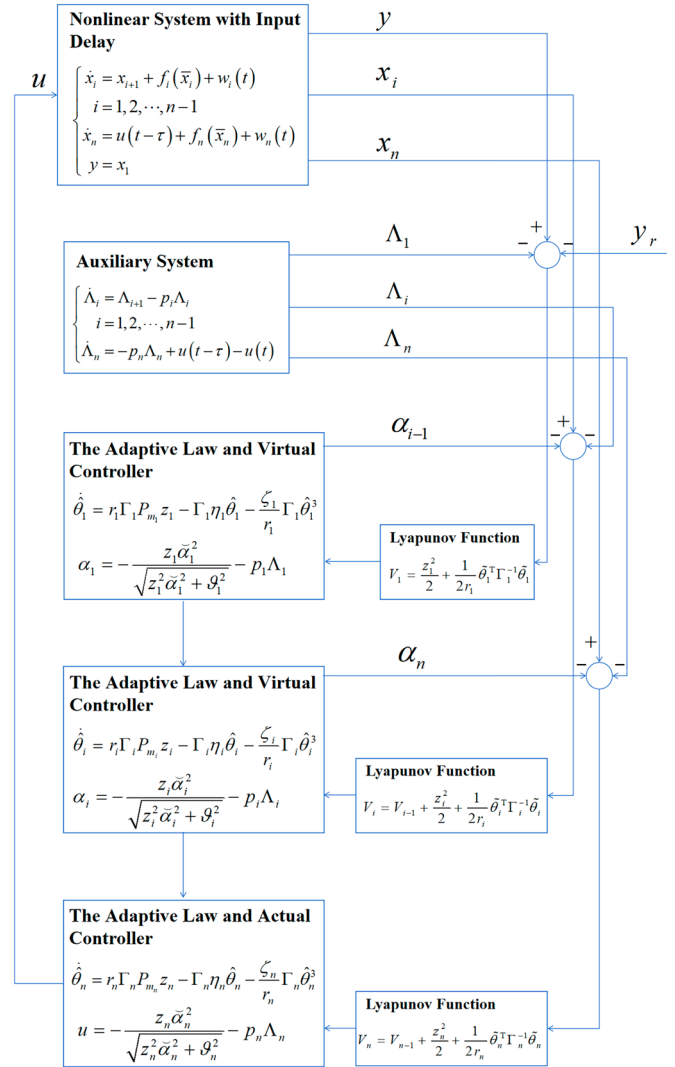 Nonlinear System with Input
Delay
ẋ_i = x_{i+1} + f_i(x̅_i) + w_i(t)
i = 1,2,⋯,n−1
ẋ_n = u(t−τ) + f_n(x̅_n) + w_n(t)
y = x_1
u
y
x_i
x_n
+
−
−
y_r
Auxiliary System
Λ̇_i = Λ_{i+1} − p_iΛ_i
i = 1,2,⋯,n−1
Λ̇_n = −p_nΛ_n + u(t−τ) − u(t)
Λ_1
Λ_i
Λ_n
α_{i−1}
+
−
−
The Adaptive Law and Virtual
Controller
θ̂̇_1 = r_1Γ_1P_{m_1}z_1 − Γ_1η_1θ̂_1 − (ζ_1/r_1)Γ_1θ̂_1^3
α_1 = −z_1ᾰ_1^2/√(z_1^2ᾰ_1^2 + ϑ_1^2) − p_1Λ_1
Lyapunov Function
V_1 = z_1^2/2 + (1/2r_1)θ̃_1^TΓ_1^{−1}θ̃_1
α_n
+
−
−
The Adaptive Law and Virtual
Controller
θ̂̇_i = r_iΓ_iP_{m_i}z_i − Γ_iη_iθ̂_i − (ζ_i/r_i)Γ_iθ̂_i^3
α_i = −z_iᾰ_i^2/√(z_i^2ᾰ_i^2 + ϑ_i^2) − p_iΛ_i
Lyapunov Function
V_i = V_{i−1} + z_i^2/2 + (1/2r_i)θ̃_i^TΓ_i^{−1}θ̃_i
The Adaptive Law and Actual
Controller
θ̂̇_n = r_nΓ_nP_{m_n}z_n − Γ_nη_nθ̂_n − (ζ_n/r_n)Γ_nθ̂_n^3
u = −z_nᾰ_n^2/√(z_n^2ᾰ_n^2 + ϑ_n^2) − p_nΛ_n
Lyapunov Function
V_n = V_{n−1} + z_n^2/2 + (1/2r_n)θ̃_n^TΓ_n^{−1}θ̃_n